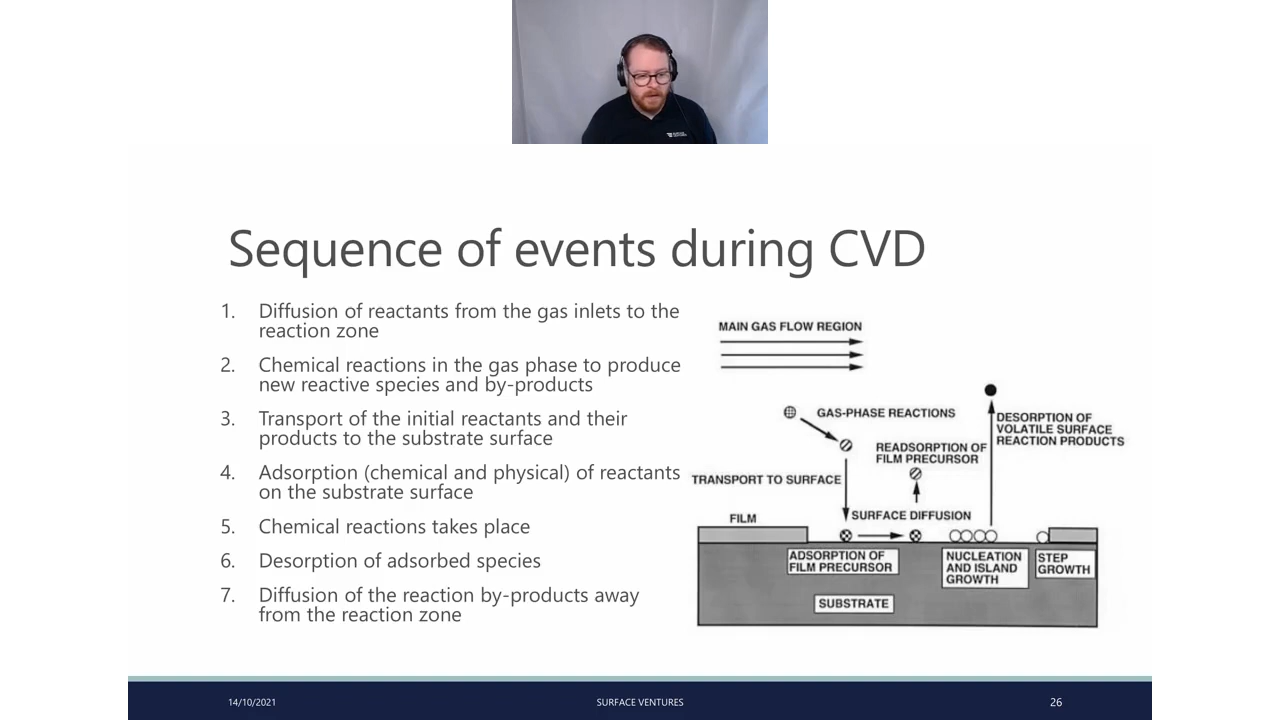 Sequence of events during CVD
1. Diffusion of reactants from the gas inlets to the
reaction zone
2. Chemical reactions in the gas phase to produce
new reactive species and by-products
3. Transport of the initial reactants and their
products to the substrate surface
4. Adsorption (chemical and physical) of reactants
on the substrate surface
5. Chemical reactions takes place
6. Desorption of adsorbed species
7. Diffusion of the reaction by-products away
from the reaction zone
MAIN GAS FLOW REGION
GAS-PHASE REACTIONS
DESORPTION OF
VOLATILE SURFACE
REACTION PRODUCTS
READSORPTION OF
FILM PRECURSOR
TRANSPORT TO SURFACE
SURFACE DIFFUSION
FILM
ADSORPTION OF
FILM PRECURSOR
NUCLEATION
AND ISLAND
GROWTH
STEP
GROWTH
SUBSTRATE
14/10/2021
SURFACE VENTURES
26